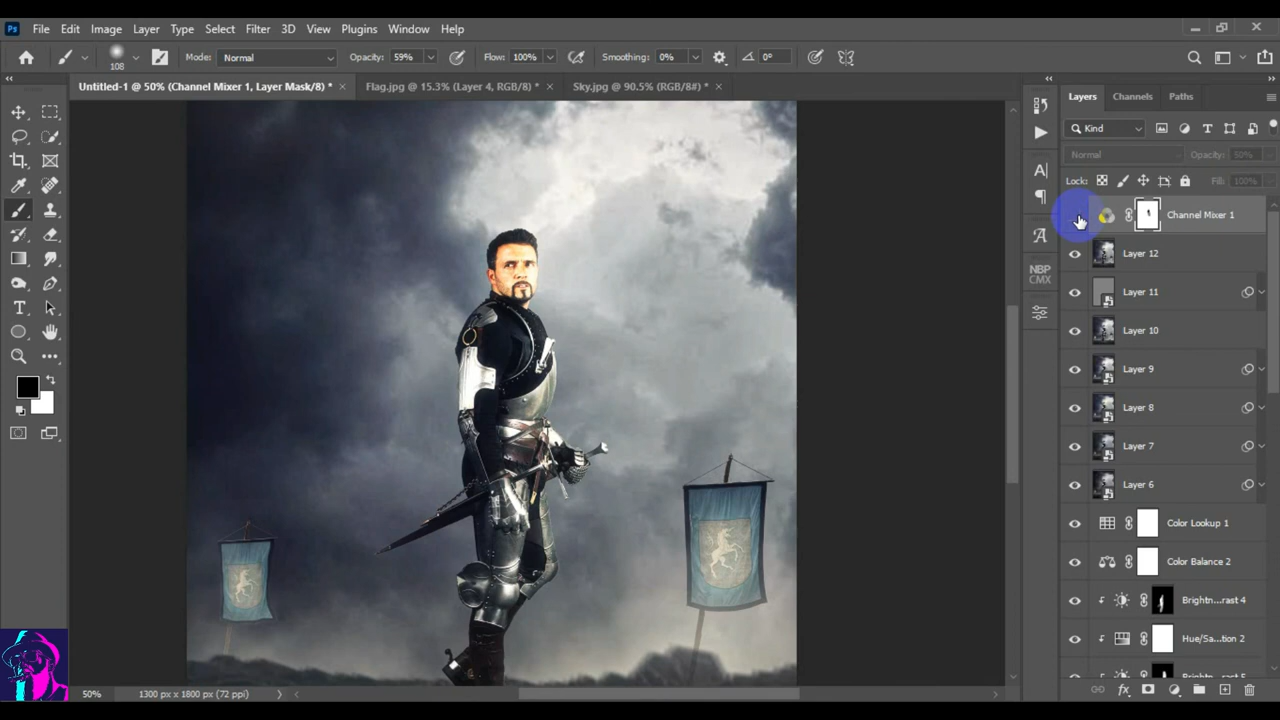 Ps File Edit Image Layer Type Select Filter 3D View Plugins Window Help
108 Mode: Normal Opacity: 59% Flow: 100% Smoothing: 0% 0°
Untitled-1 @ 50% (Channel Mixer 1, Layer Mask/8) * Flag.jpg @ 15.3% (Layer 4, RGB/8) * Sky.jpg @ 90.5% (RGB/8#) *
Layers Channels Paths
Kind
Normal Opacity: 50%
Lock: Fill: 100%
Channel Mixer 1
Layer 12
NBP
CMX
Layer 11
Layer 10
Layer 9
Layer 8
Layer 7
Layer 6
Color Lookup 1
Color Balance 2
Brightn...rast 4
Hue/Sa...tion 2
50% 1300 px x 1800 px (72 ppi)